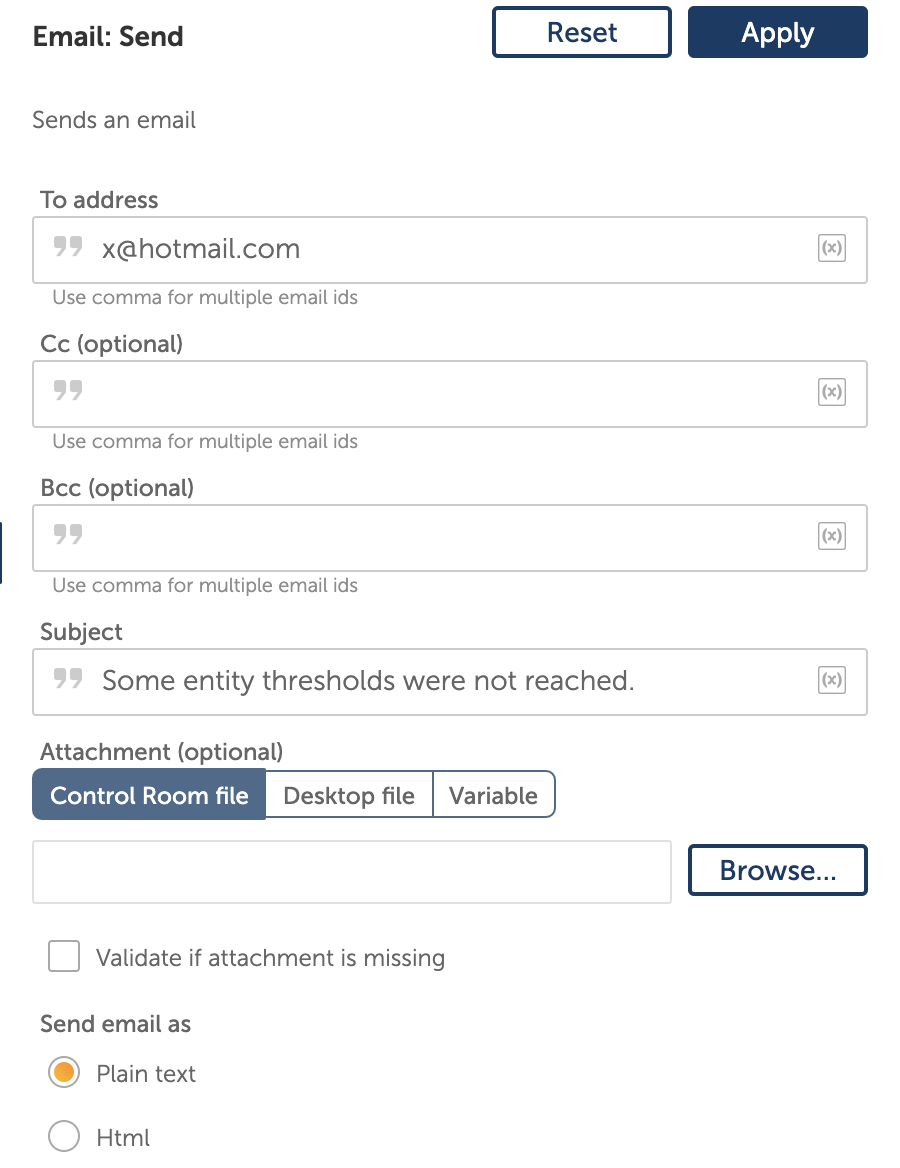 Email: Send
Reset
Apply
Sends an email
To address
x@hotmail.com
(x)
Use comma for multiple email ids
Cc (optional)
(x)
Use comma for multiple email ids
Bcc (optional)
(x)
Use comma for multiple email ids
Subject
Some entity thresholds were not reached.
(x)
Attachment (optional)
Control Room file
Desktop file
Variable
Browse...
Validate if attachment is missing
Send email as
Plain text
Html